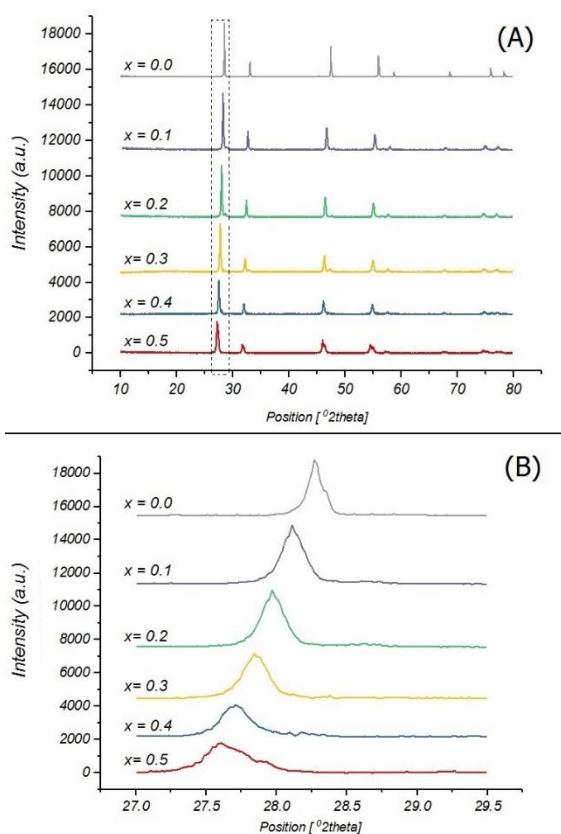 (A)
18000
x = 0.0
16000
14000
x = 0.1
12000
10000
x = 0.2
8000
6000
x= 0.3
4000
x= 0.4
2000
x= 0.5
0
Intensity (a.u.)
10 20 30 40 50 60 70 80
Position [ ⁰2theta]
(B)
18000
x = 0.0
16000
14000
x = 0.1
12000
10000
x= 0.2
8000
6000
x= 0.3
4000
x= 0.4
2000
x= 0.5
0
Intensity (a.u.)
27.0 27.5 28.0 28.5 29.0 29.5
Position [ ⁰2theta]